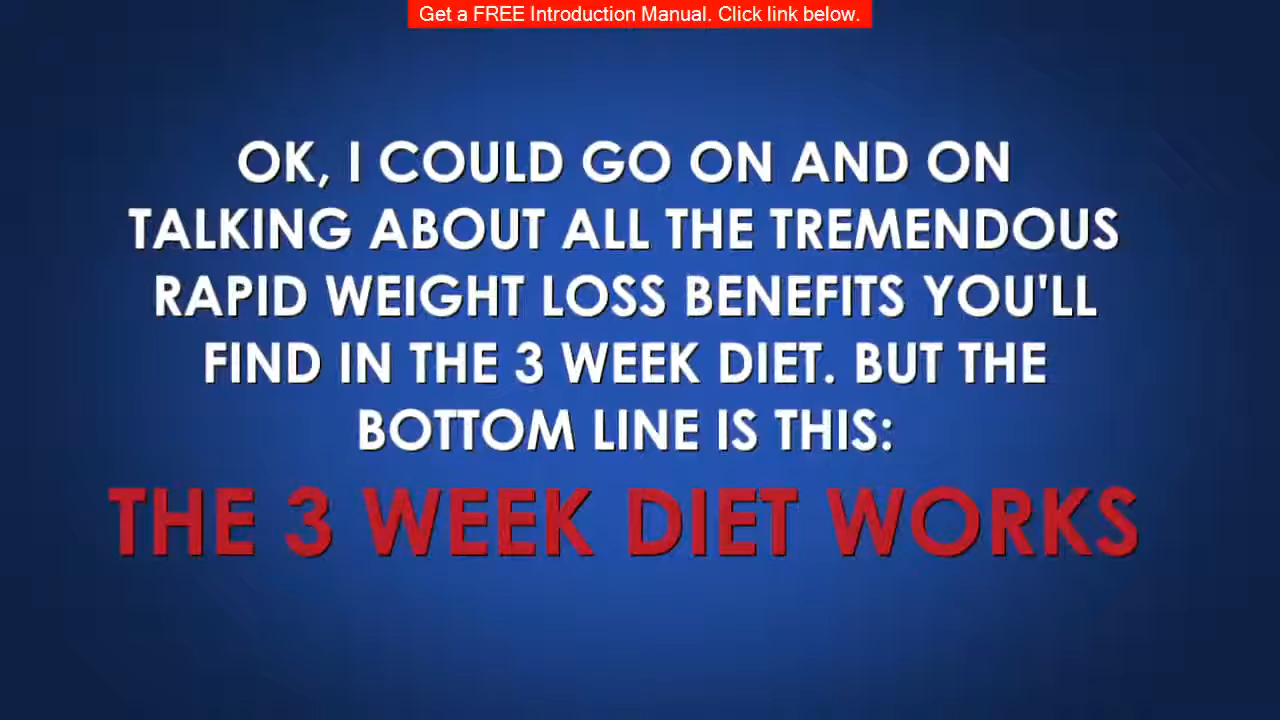 Get a FREE Introduction Manual. Click link below.
OK, I COULD GO ON AND ON
TALKING ABOUT ALL THE TREMENDOUS
RAPID WEIGHT LOSS BENEFITS YOU'LL
FIND IN THE 3 WEEK DIET. BUT THE
BOTTOM LINE IS THIS:
THE 3 WEEK DIET WORKS